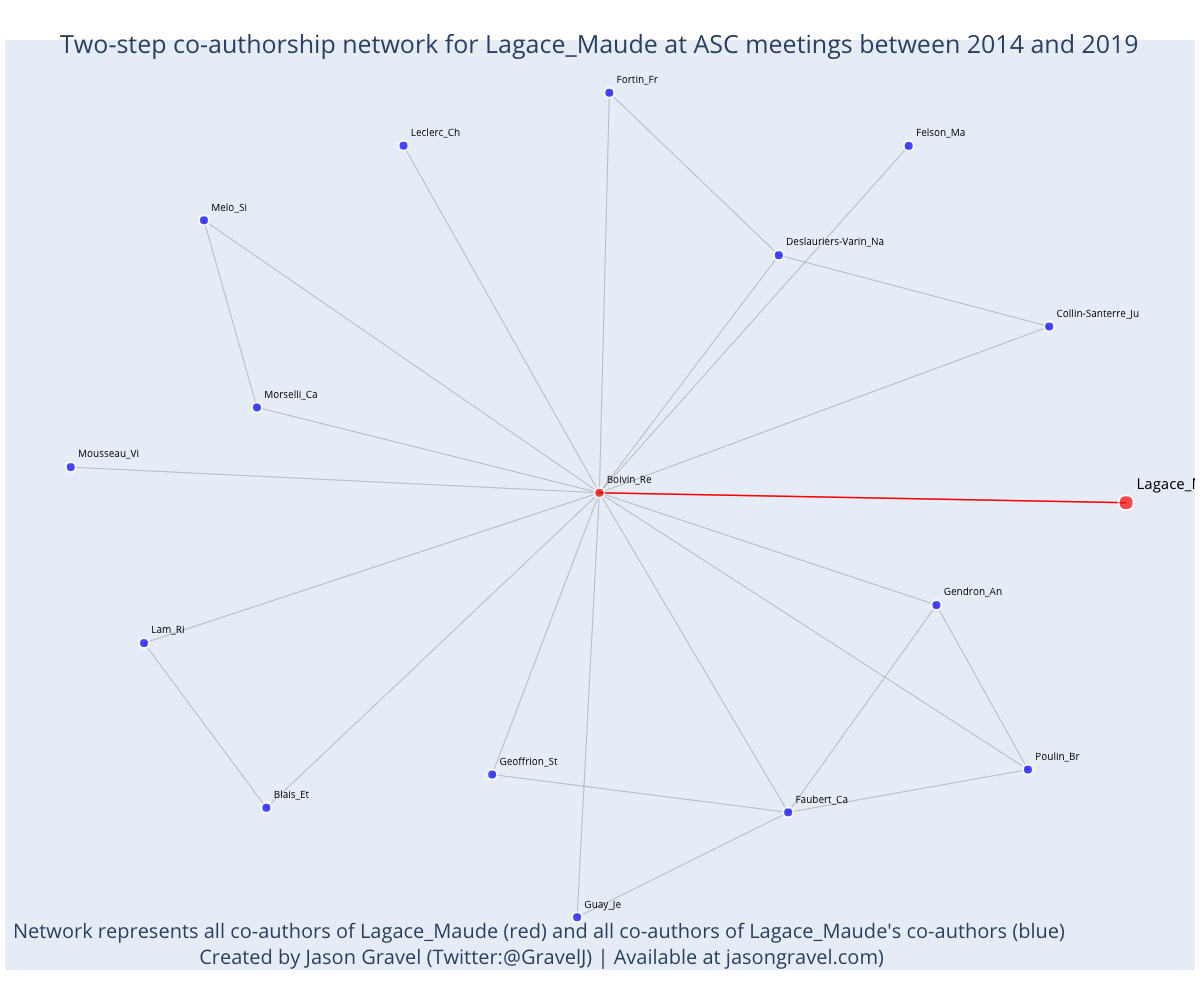 Two-step co-authorship network for Lagace_Maude at ASC meetings between 2014 and 2019
Fortin_Fr
Leclerc_Ch
Felson_Ma
Melo_Si
Deslauriers-Varin_Na
Collin-Santerre_Ju
Morselli_Ca
Mousseau_Vi
Boivin_Re
Lagace_M
Gendron_An
Lam_Ri
Poulin_Br
Geoffrion_St
Blais_Et
Faubert_Ca
Guay_Je
Network represents all co-authors of Lagace_Maude (red) and all co-authors of Lagace_Maude's co-authors (blue)
Created by Jason Gravel (Twitter:@GravelJ) | Available at jasongravel.com)